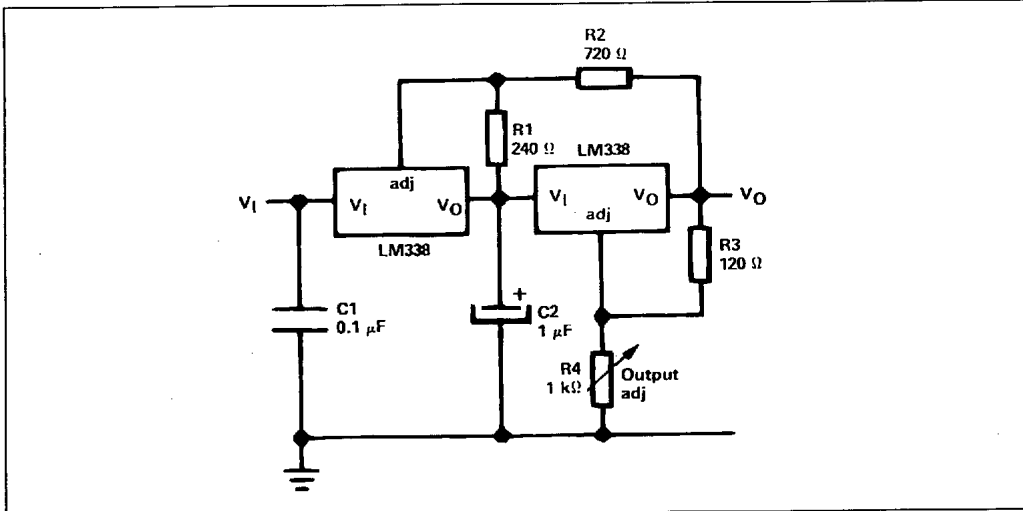 R2
720 Ω
R1
240 Ω
LM338
adj
V_I
V_I
V_O
LM338
V_I
V_O
adj
V_O
R3
120 Ω
C1
0.1 μF
+
C2
1 μF
R4
1 kΩ
Output
adj